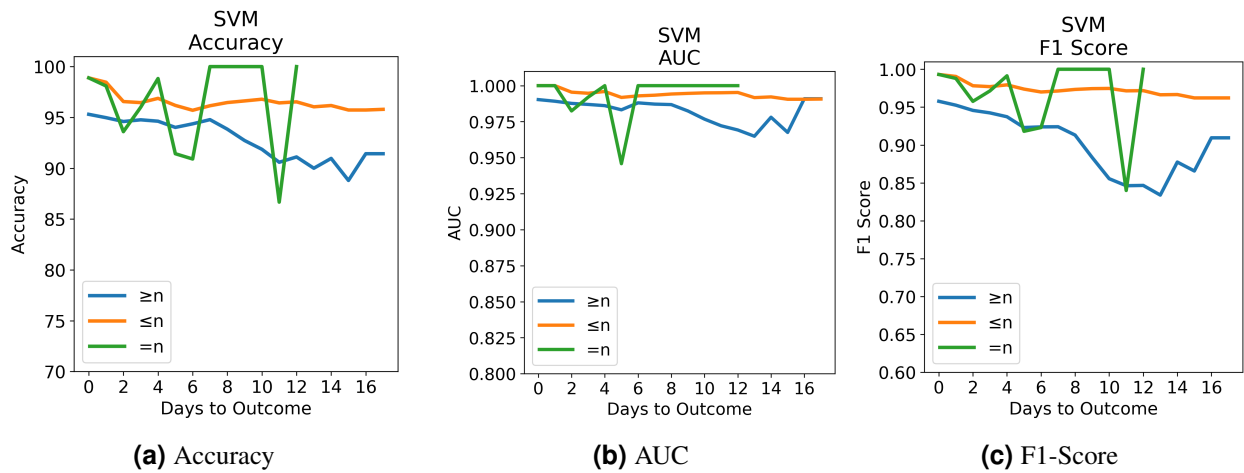 SVM
Accuracy
100
95
90
85
80
75
70
Accuracy
≥n
≤n
=n
0 2 4 6 8 10 12 14 16
Days to Outcome
(a) Accuracy
SVM
AUC
1.000
0.975
0.950
0.925
0.900
0.875
0.850
0.825
0.800
AUC
≥n
≤n
=n
0 2 4 6 8 10 12 14 16
Days to Outcome
(b) AUC
SVM
F1 Score
1.00
0.95
0.90
0.85
0.80
0.75
0.70
0.65
0.60
F1 Score
≥n
≤n
=n
0 2 4 6 8 10 12 14 16
Days to Outcome
(c) F1-Score